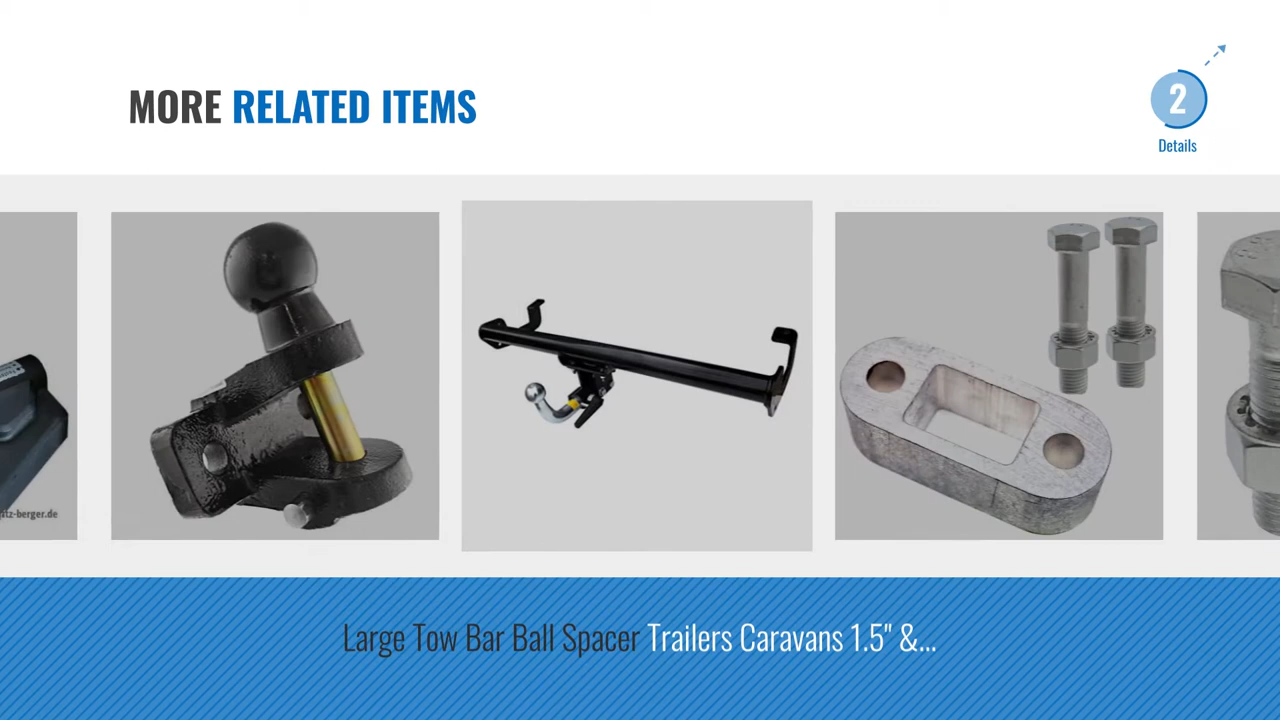 MORE RELATED ITEMS
2
Details
tz-berger.de
Large Tow Bar Ball Spacer Trailers Caravans 1.5" &...